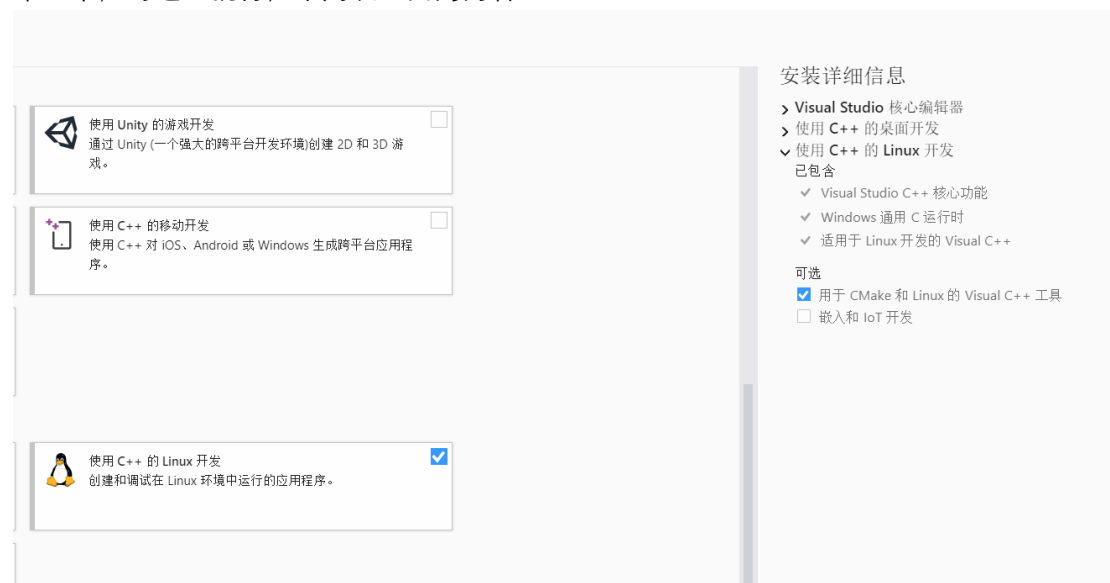 安装详细信息
Visual Studio 核心编辑器
使用 C++ 的桌面开发
使用 C++ 的 Linux 开发
已包含
Visual Studio C++ 核心功能
Windows 通用 C 运行时
适用于 Linux 开发的 Visual C++
可选
用于 CMake 和 Linux 的 Visual C++ 工具
嵌入和 IoT 开发
使用 Unity 的游戏开发
通过 Unity (一个强大的跨平台开发环境)创建 2D 和 3D 游
戏。
使用 C++ 的移动开发
使用 C++ 对 iOS、Android 或 Windows 生成跨平台应用程
序。
使用 C++ 的 Linux 开发
创建和调试在 Linux 环境中运行的应用程序。